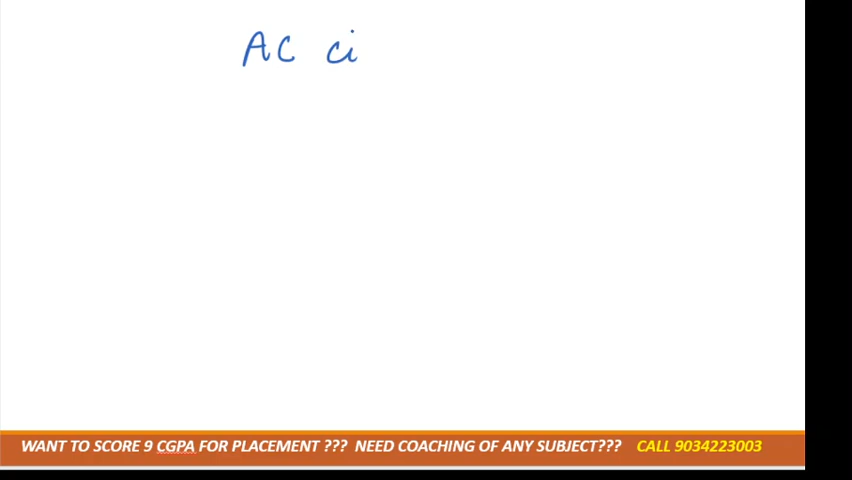 AC ci
WANT TO SCORE 9 CGPA FOR PLACEMENT ??? NEED COACHING OF ANY SUBJECT??? CALL 9034223003